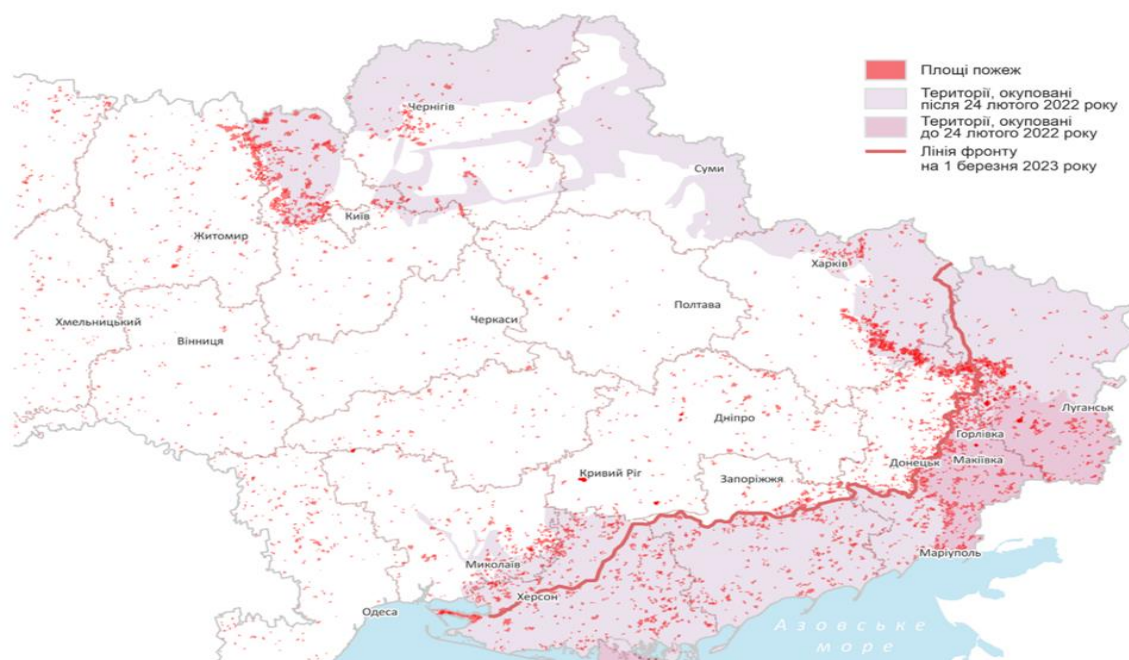 Площі пожеж
Території, окуповані
після 24 лютого 2022 року
Території, окуповані
до 24 лютого 2022 року
Лінія фронту
на 1 березня 2023 року
Чернігів
Суми
Київ
Житомир
Харків
Полтава
Хмельницький
Черкаси
Вінниця
Луганськ
Дніпро
Горлівка
Донецьк
Макіївка
Кривий Ріг
Запоріжжя
Маріуполь
Миколаїв
Херсон
Одеса
Азовське
море